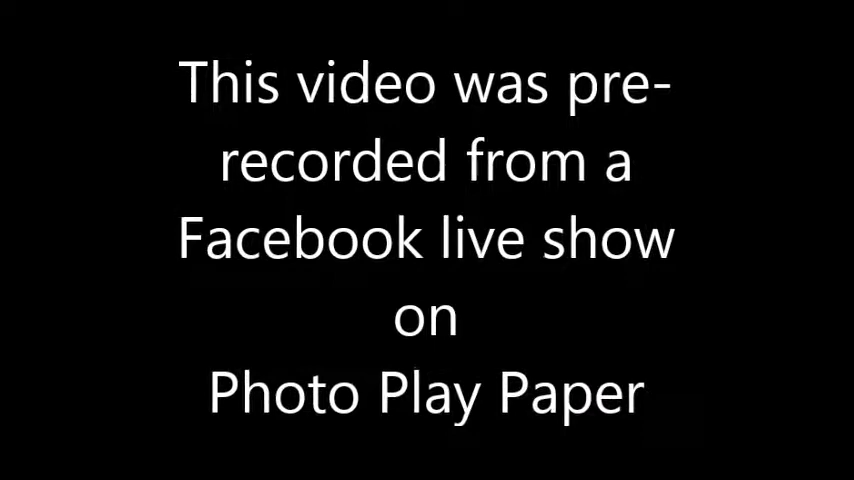 This video was pre-
recorded from a
Facebook live show
on
Photo Play Paper